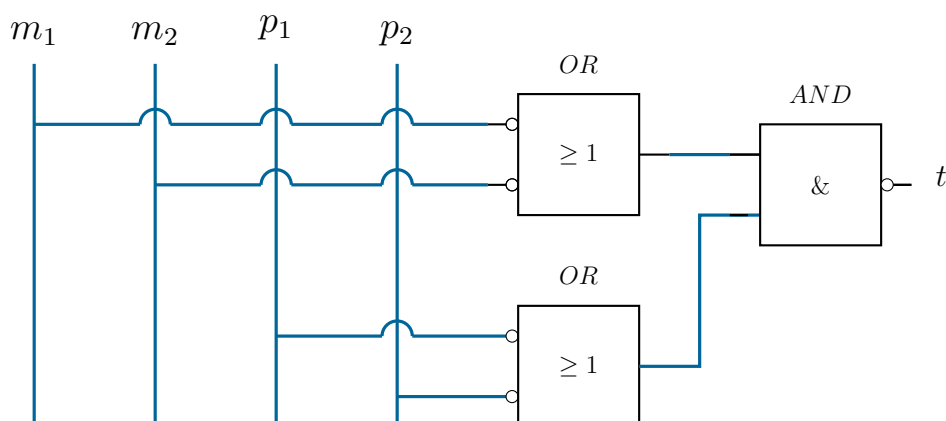 m₁ m₂ p₁ p₂
OR
≥ 1
AND
&
t
OR
≥ 1